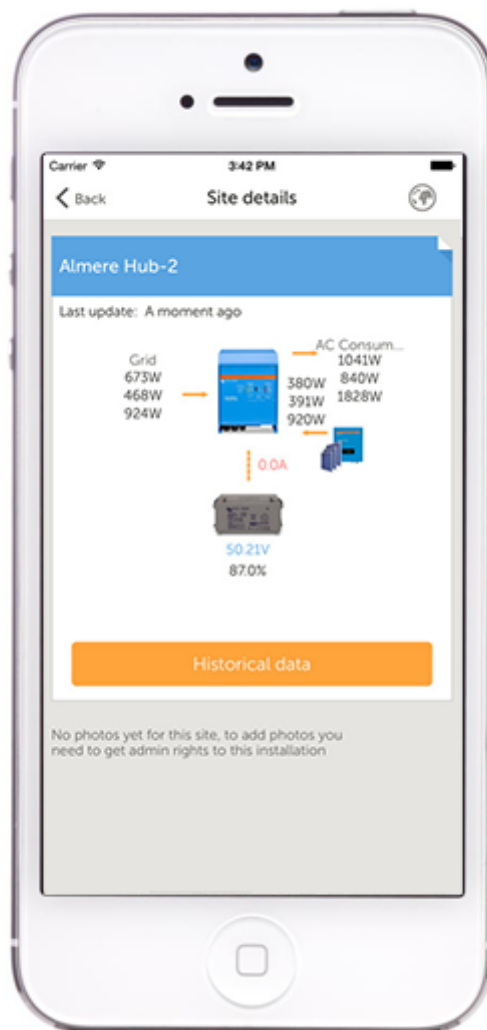 Carrier
3:42 PM
Back
Site details
Almere Hub-2
Last update: A moment ago
Grid
673W
468W
924W
AC Consum...
1041W
840W
1828W
380W
391W
920W
0.0A
50.21V
87.0%
Historical data
No photos yet for this site, to add photos you
need to get admin rights to this installation